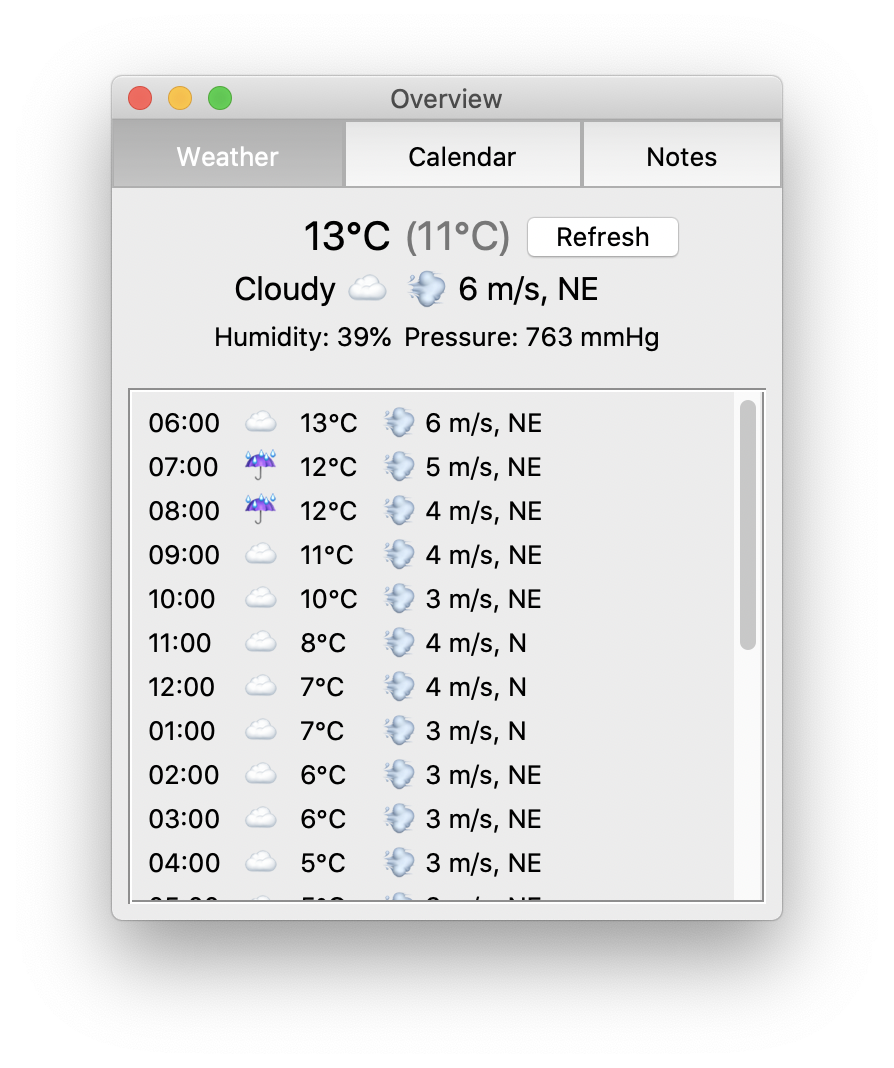 Overview
Weather Calendar Notes
13°C (11°C) Refresh
Cloudy 6 m/s, NE
Humidity: 39% Pressure: 763 mmHg
06:00 13°C 6 m/s, NE
07:00 12°C 5 m/s, NE
08:00 12°C 4 m/s, NE
09:00 11°C 4 m/s, NE
10:00 10°C 3 m/s, NE
11:00 8°C 4 m/s, N
12:00 7°C 4 m/s, N
01:00 7°C 3 m/s, N
02:00 6°C 3 m/s, NE
03:00 6°C 3 m/s, NE
04:00 5°C 3 m/s, NE